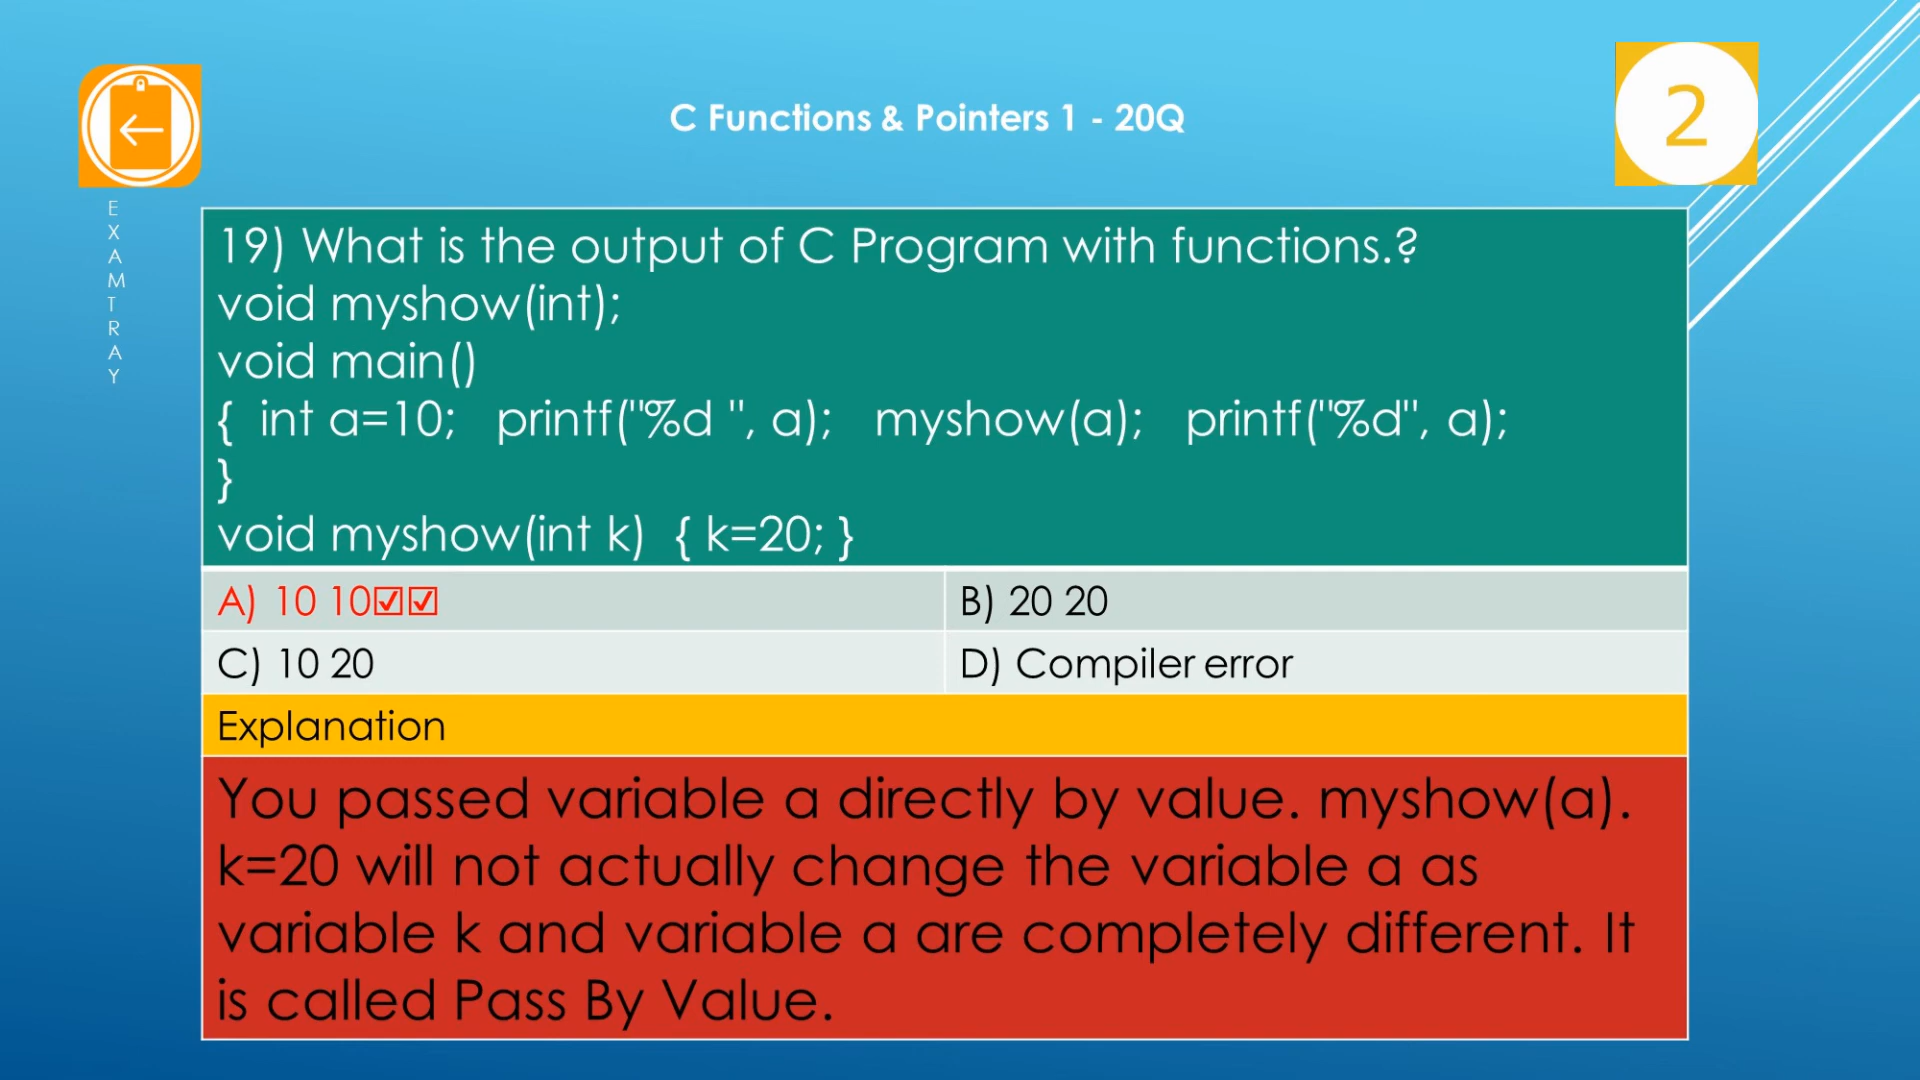 C Functions & Pointers 1 - 20Q
2
E
X
A
M
T
R
A
Y
19) What is the output of C Program with functions.?
void myshow(int);
void main()
{  int a=10;   printf("%d ", a);   myshow(a);   printf("%d", a);
}
void myshow(int k)  { k=20; }
A) 10 10☑☑
B) 20 20
C) 10 20
D) Compiler error
Explanation
You passed variable a directly by value. myshow(a).
k=20 will not actually change the variable a as
variable k and variable a are completely different. It
is called Pass By Value.